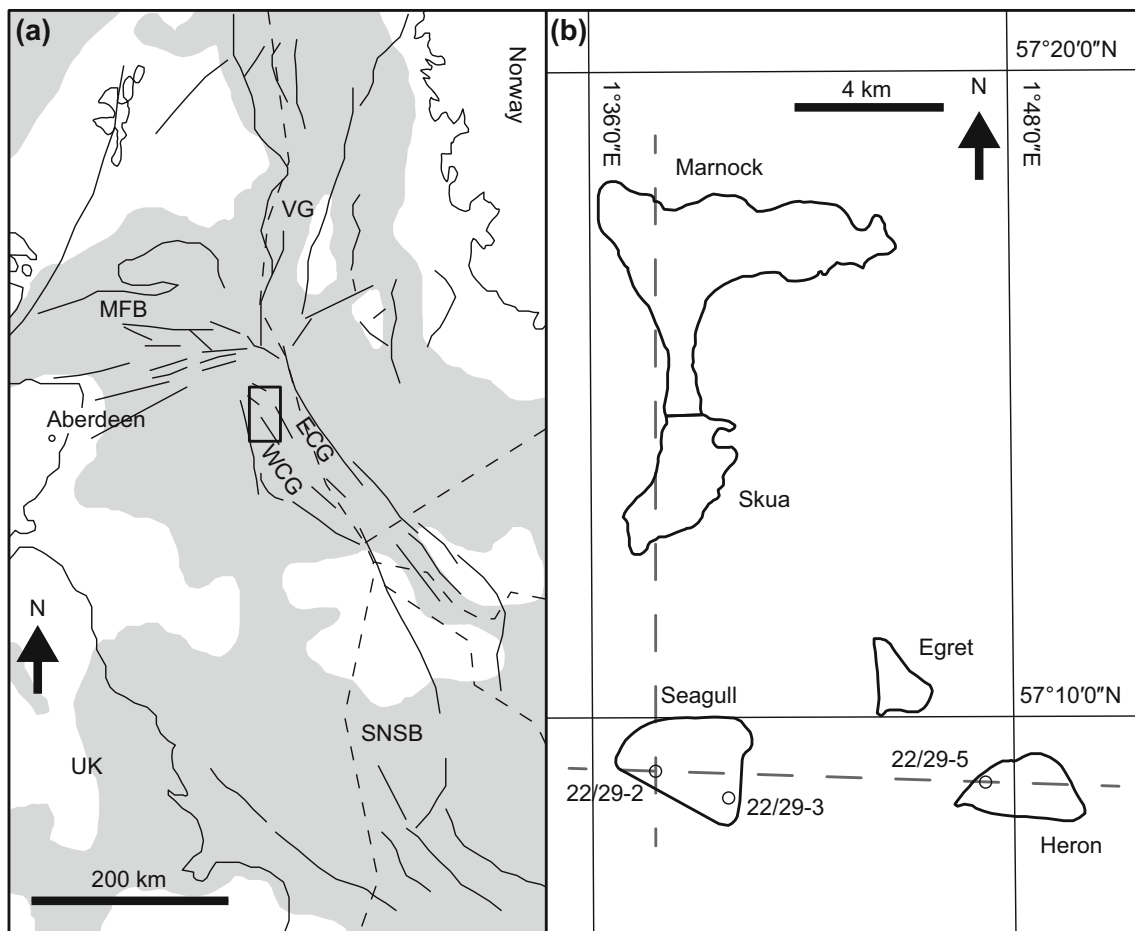 (a)
Norway
VG
MFB
Aberdeen
ECG
WCG
N
SNSB
UK
200 km
(b)
57°20′0″N
4 km
N
1°36′0″E
1°48′0″E
Marnock
Skua
Egret
Seagull
57°10′0″N
22/29-5
22/29-2
22/29-3
Heron